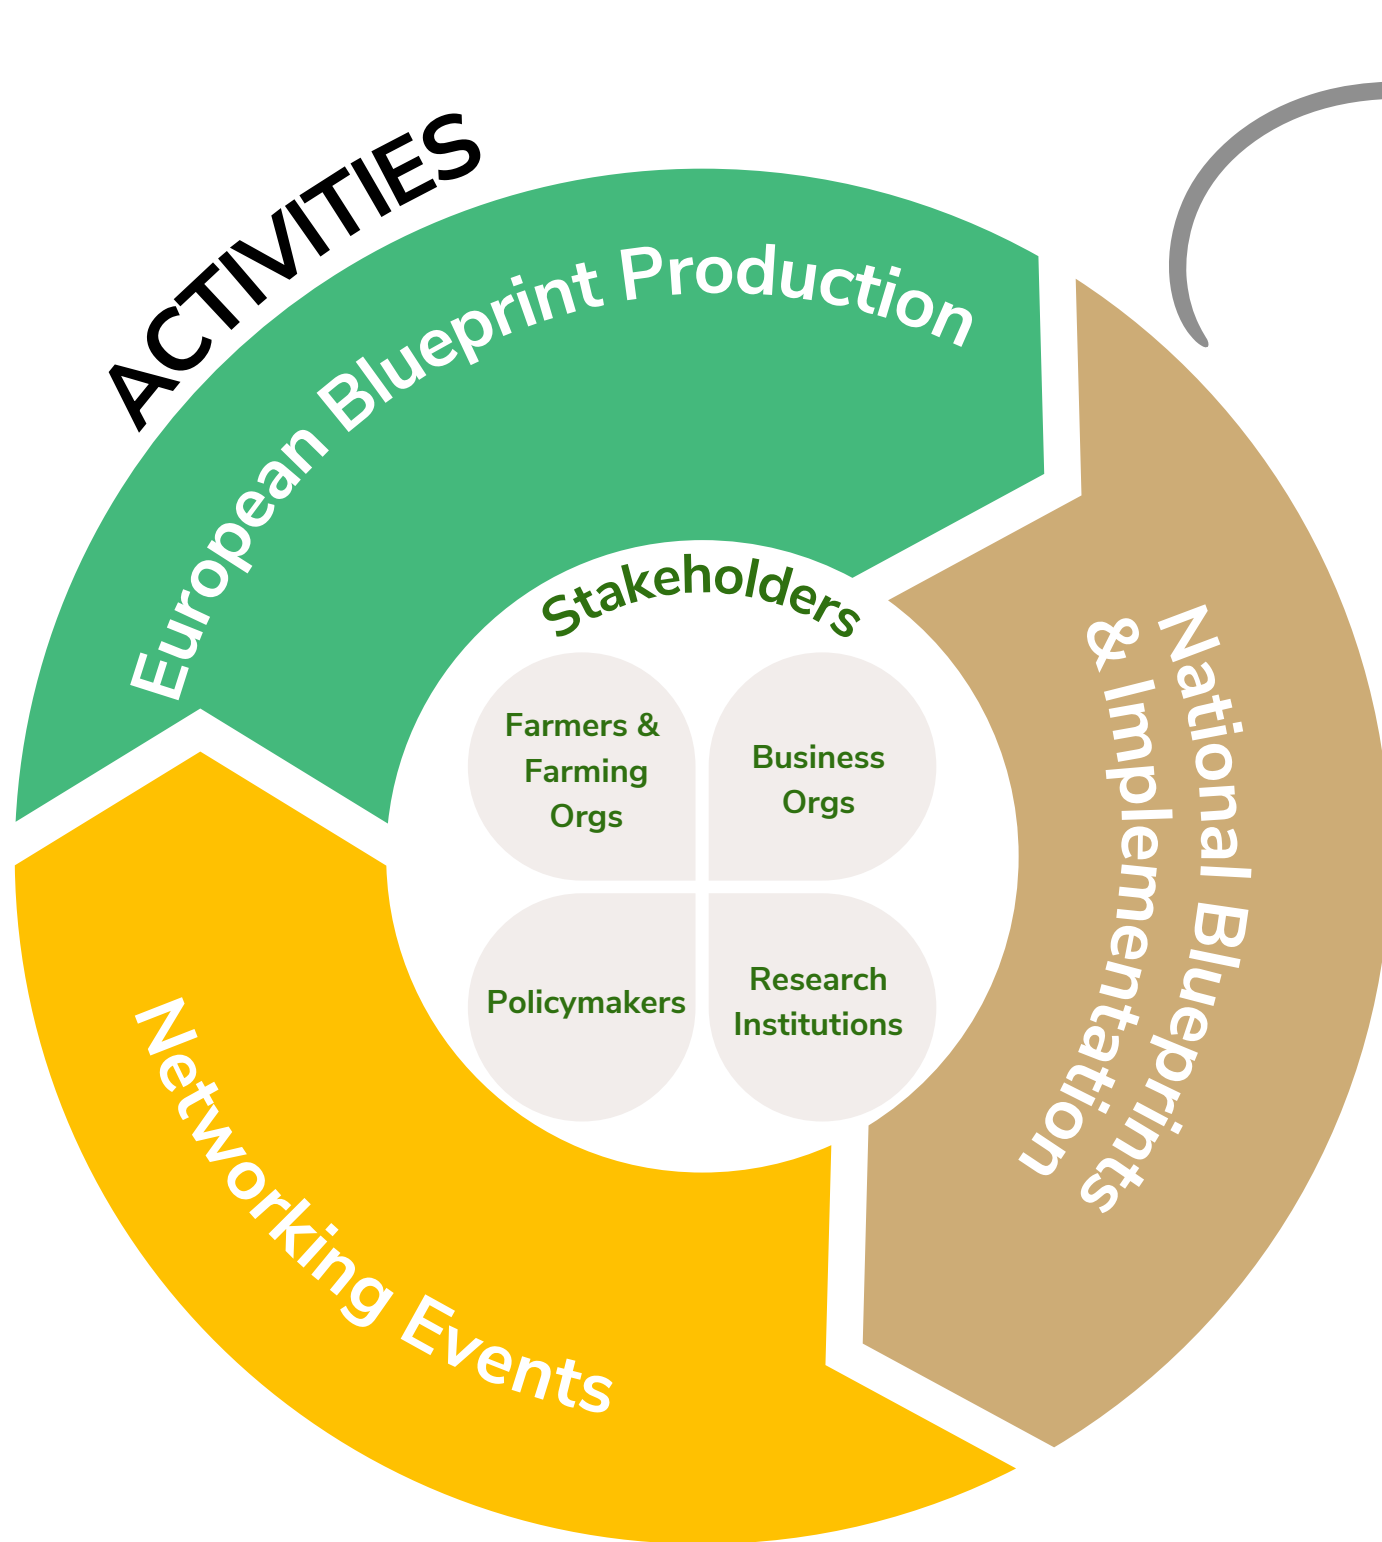 ACTIVITIES
European Blueprint Production
National Blueprints
& Implementation
Networking Events
Stakeholders
Farmers &
Farming
Orgs
Business
Orgs
Policymakers
Research
Institutions